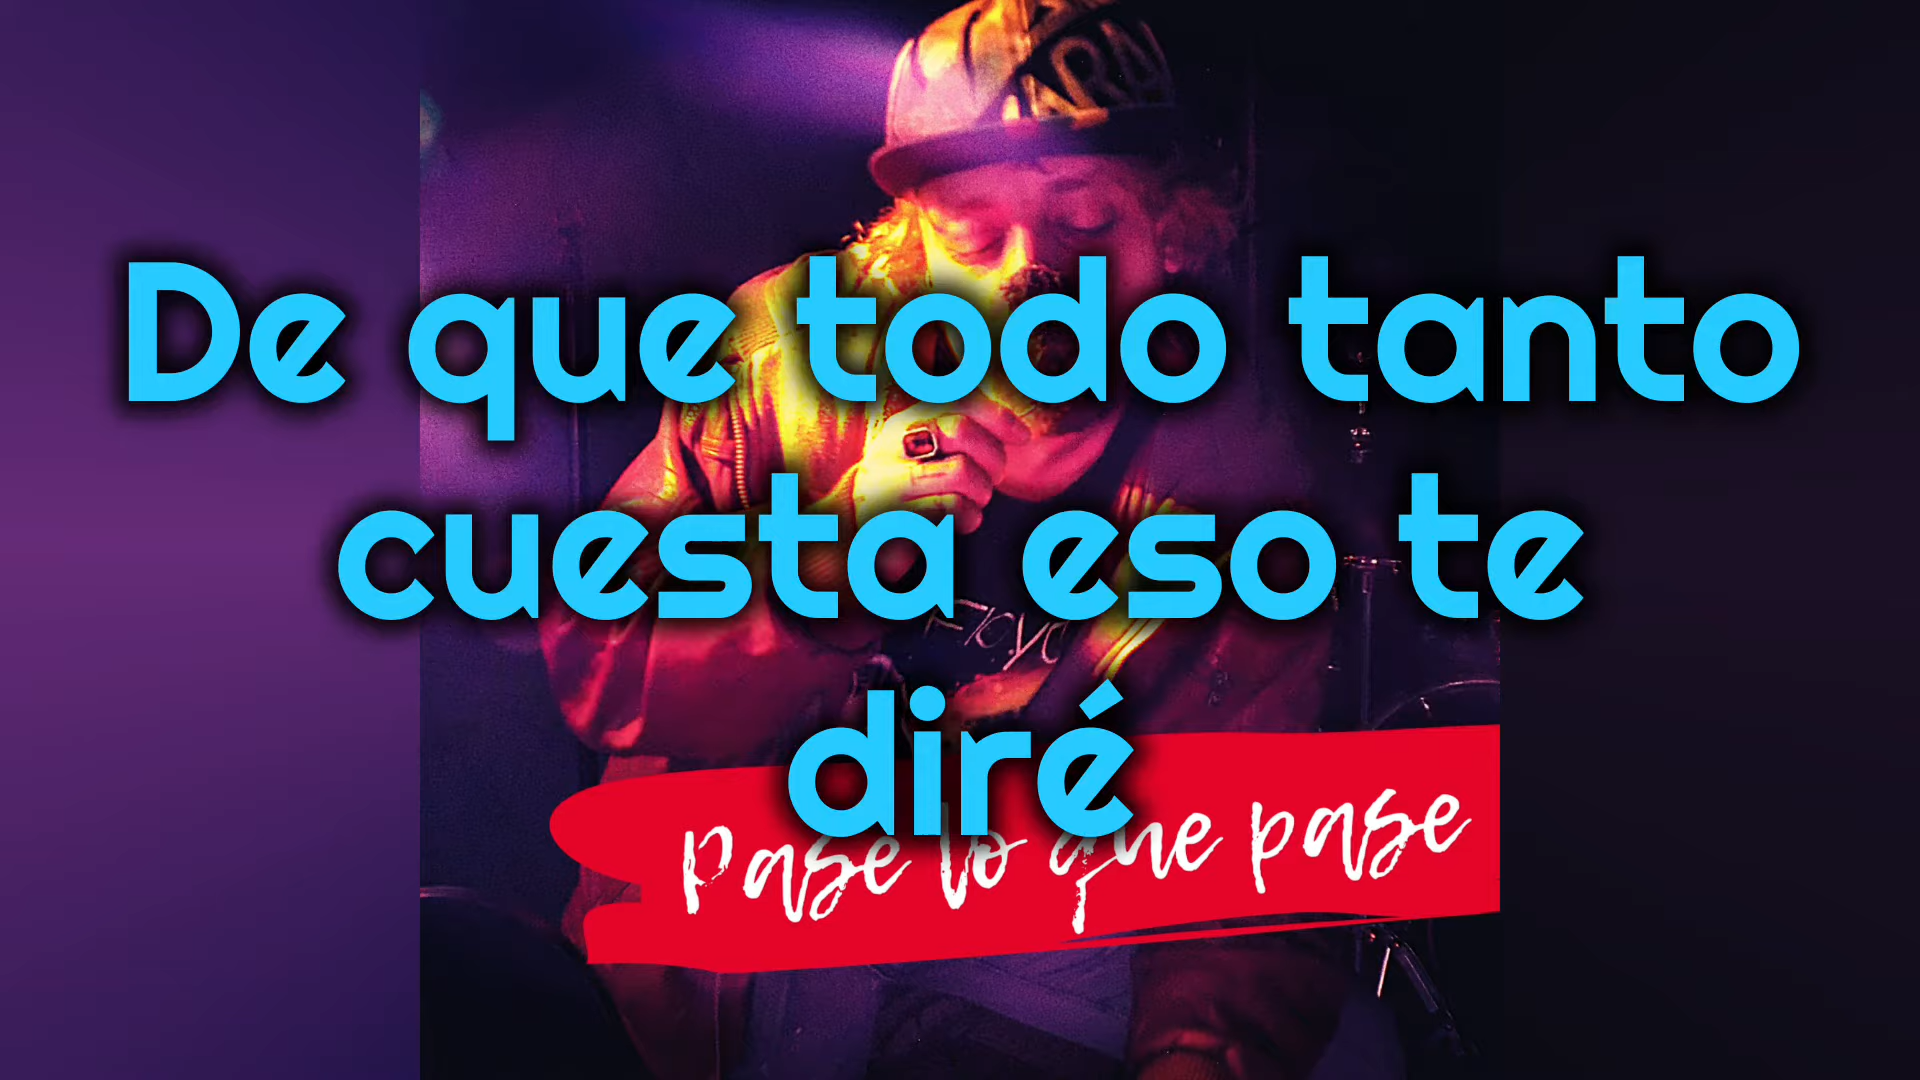 De que todo tanto
cuesta eso te
diré
Pase lo que pase